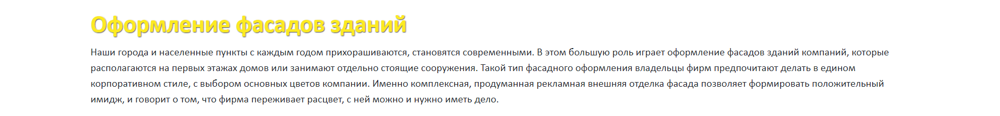 Оформление фасадов зданий
Наши города и населенные пункты с каждым годом прихорашиваются, становятся современными. В этом большую роль играет оформление фасадов зданий компаний, которые
располагаются на первых этажах домов или занимают отдельно стоящие сооружения. Такой тип фасадного оформления владельцы фирм предпочитают делать в едином
корпоративном стиле, с выбором основных цветов компании. Именно комплексная, продуманная рекламная внешняя отделка фасада позволяет формировать положительный
имидж, и говорит о том, что фирма переживает расцвет, с ней можно и нужно иметь дело.